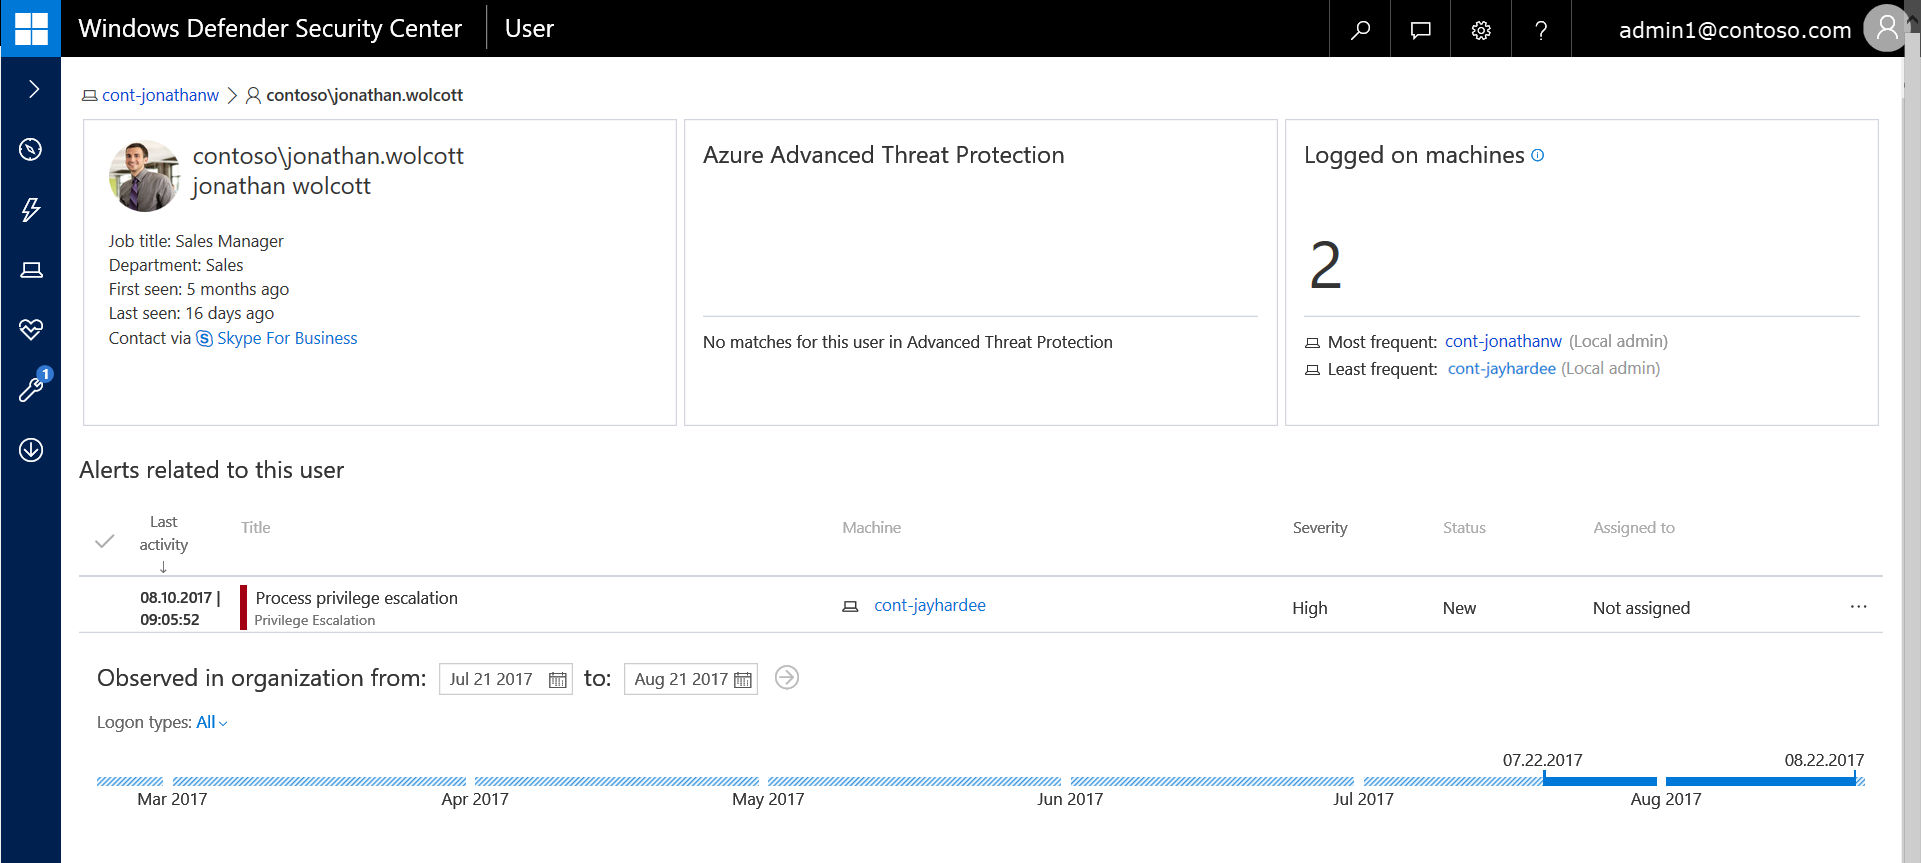 Windows Defender Security Center
User
?
admin1@contoso.com
cont-jonathanw > contoso\jonathan.wolcott
contoso\jonathan.wolcott
jonathan wolcott
Job title: Sales Manager
Department: Sales
First seen: 5 months ago
Last seen: 16 days ago
Contact via Skype For Business
Azure Advanced Threat Protection
No matches for this user in Advanced Threat Protection
Logged on machines
2
Most frequent: cont-jonathanw (Local admin)
Least frequent: cont-jayhardee (Local admin)
1
Alerts related to this user
Last activity ↓
Title
Machine
Severity
Status
Assigned to
08.10.2017 |
09:05:52
Process privilege escalation
Privilege Escalation
cont-jayhardee
High
New
Not assigned
...
Observed in organization from: Jul 21 2017 to: Aug 21 2017
Logon types: All
07.22.2017
08.22.2017
Mar 2017
Apr 2017
May 2017
Jun 2017
Jul 2017
Aug 2017